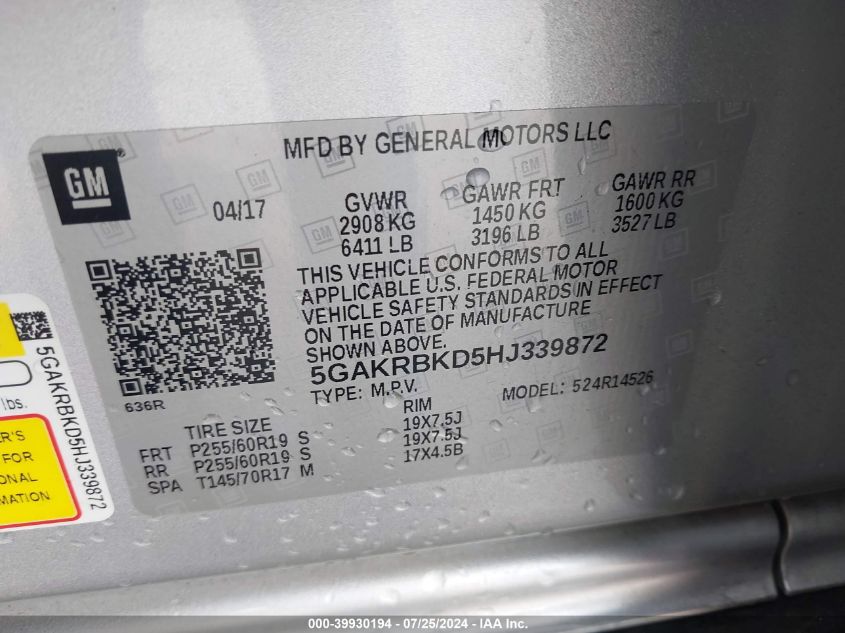 MFD BY GENERAL MOTORS LLC
GM
04/17
GVWR GAWR FRT GAWR RR
2908 KG 1450 KG 1600 KG
6411 LB 3196 LB 3527 LB
THIS VEHICLE CONFORMS TO ALL
APPLICABLE U.S. FEDERAL MOTOR
VEHICLE SAFETY STANDARDS IN EFFECT
ON THE DATE OF MANUFACTURE
SHOWN ABOVE.
5GAKRBKD5HJ339872
TYPE: M.P.V. MODEL: 524R14526
636R
TIRE SIZE RIM
FRT P255/60R19 S 19X7.5J
RR P255/60R19 S 19X7.5J
SPA T145/70R17 M 17X4.5B
5GAKRBKD5HJ339872
lbs.
ER'S
FOR
ONAL
MATION
000-39930194 - 07/25/2024 - IAA Inc.